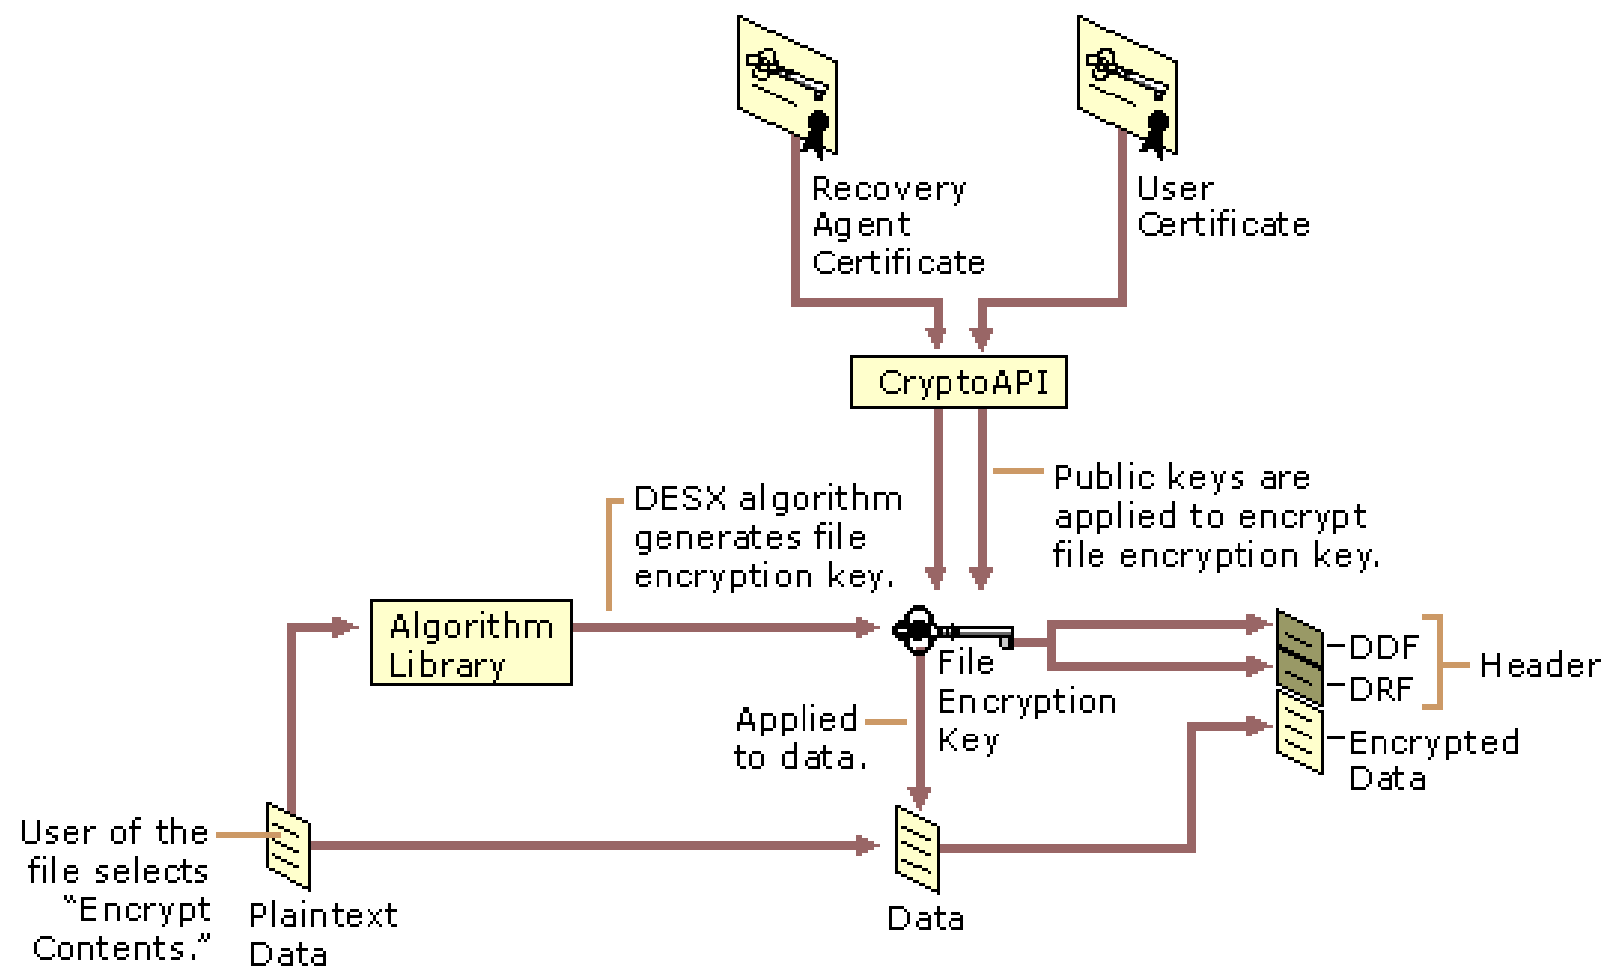 Recovery
Agent
Certificate
User
Certificate
CryptoAPI
Public keys are
applied to encrypt
file encryption key.
DESX algorithm
generates file
encryption key.
Algorithm
Library
File
Encryption
Key
DDF
DRF
Header
Applied
to data.
Encrypted
Data
User of the
file selects
“Encrypt
Contents.”
Plaintext
Data
Data